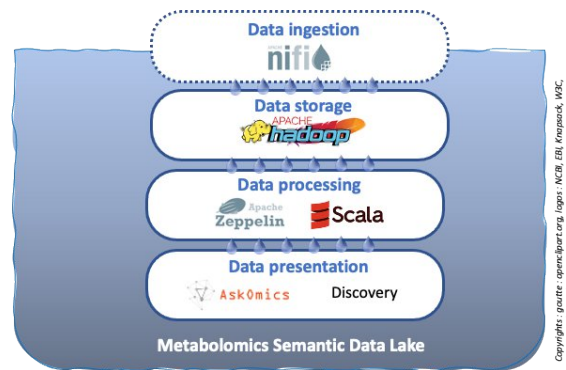 Data ingestion
nifi
Data storage
APACHE
hadoop
Data processing
Apache
Zeppelin
Scala
Data presentation
AskOmics
Discovery
Metabolomics Semantic Data Lake
Copyrights : goutte : openclipart.org, logos : NCBI, EBI, Knapsack, W3C,